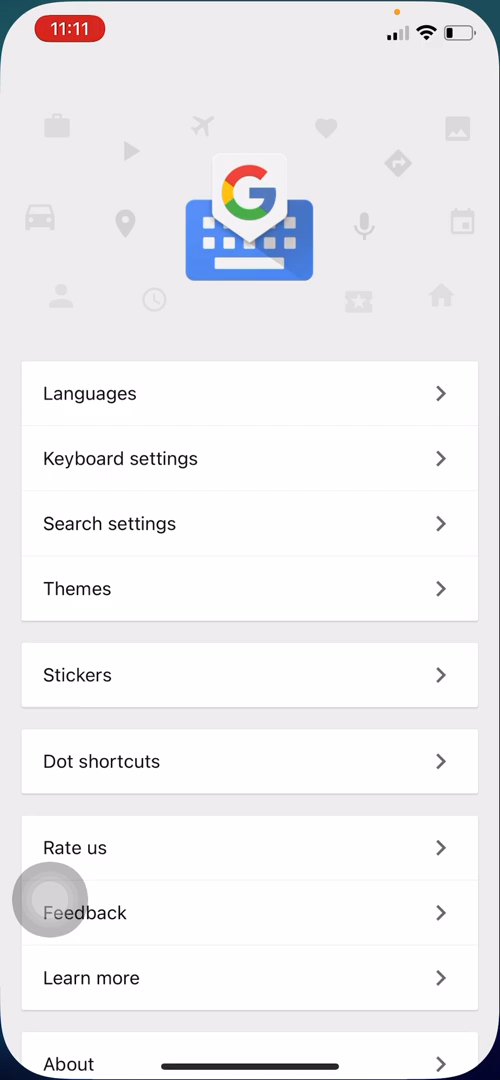 11:11
G
Languages
Keyboard settings
Search settings
Themes
Stickers
Dot shortcuts
Rate us
Feedback
Learn more
About